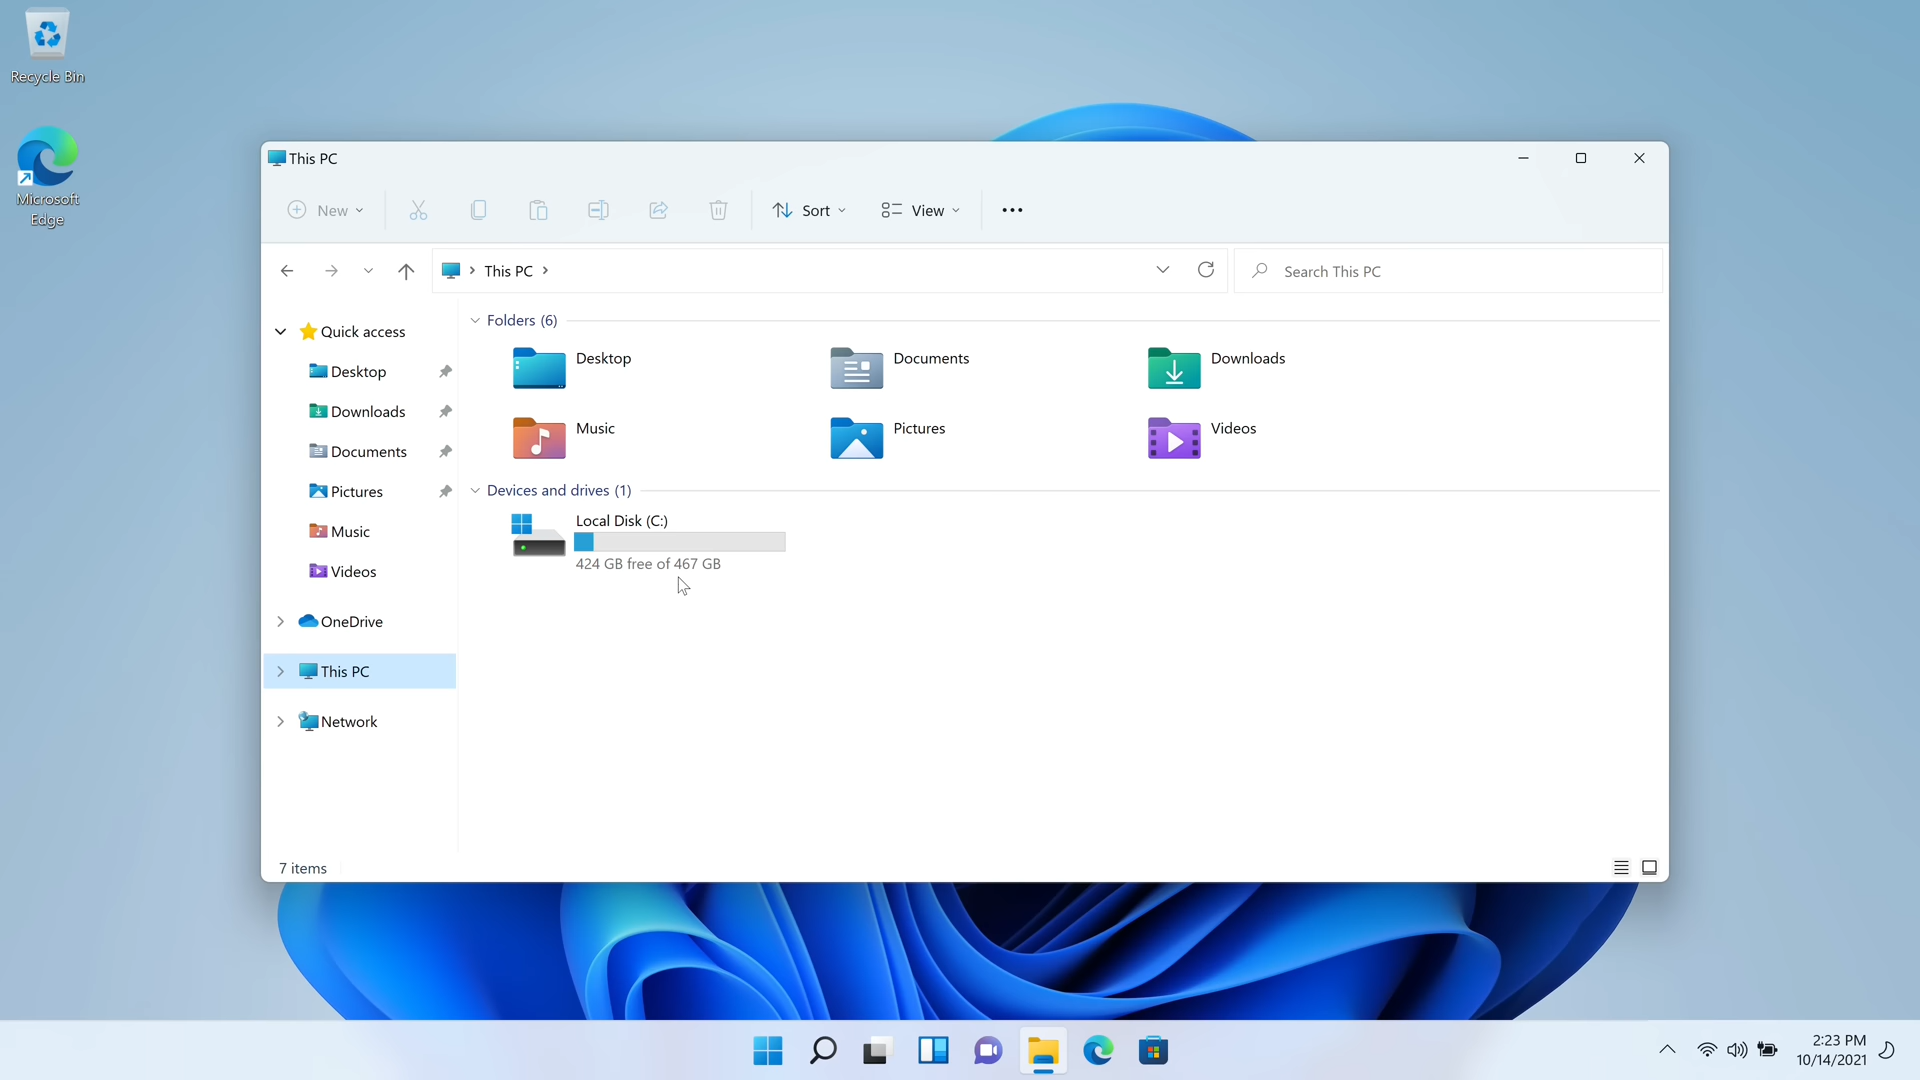 Recycle Bin
Microsoft
Edge
This PC
New
Sort
View
This PC
Search This PC
Quick access
Desktop
Downloads
Documents
Pictures
Music
Videos
OneDrive
This PC
Network
Folders (6)
Desktop
Documents
Downloads
Music
Pictures
Videos
Devices and drives (1)
Local Disk (C:)
424 GB free of 467 GB
7 items
2:23 PM
10/14/2021